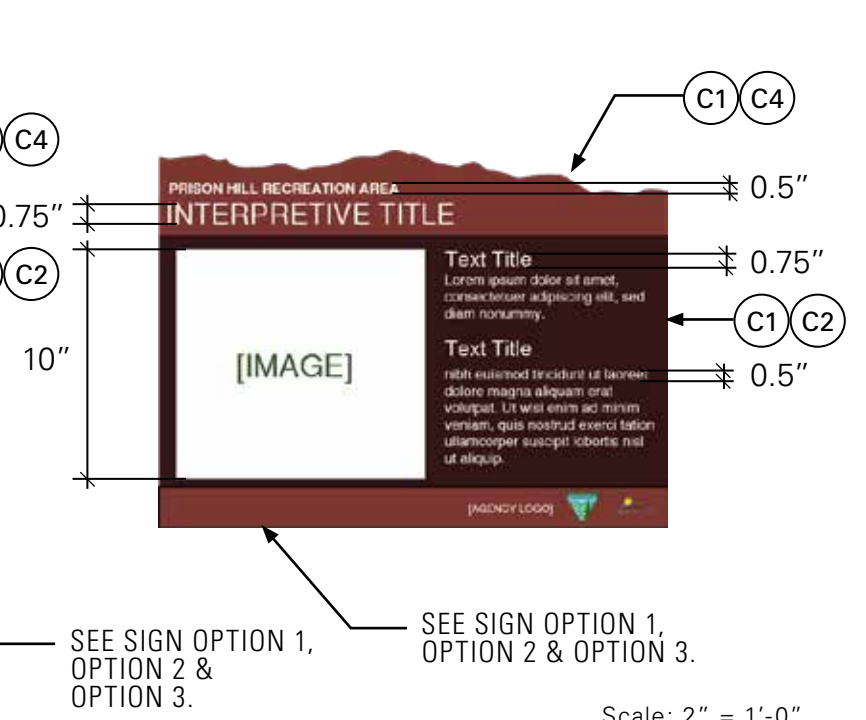 C1 C4
C4
PRISON HILL RECREATION AREA
0.5”
0.75”
INTERPRETIVE TITLE
Text Title
0.75”
Lorem ipsum dolor sit amet,
consectetuer adipiscing elit, sed
diam nonummy.
C2
C1 C2
Text Title
10”
[IMAGE]
nibh euismod tincidunt ut laoreet
0.5”
dolore magna aliquam erat
volutpat. Ut wisi enim ad minim
veniam, quis nostrud exerci tation
ullamcorper suscipit lobortis nisl
ut aliquip.
[AGENCY LOGO]
SEE SIGN OPTION 1,
OPTION 2 &
OPTION 3.
SEE SIGN OPTION 1,
OPTION 2 & OPTION 3.
Scale: 2” = 1’-0”